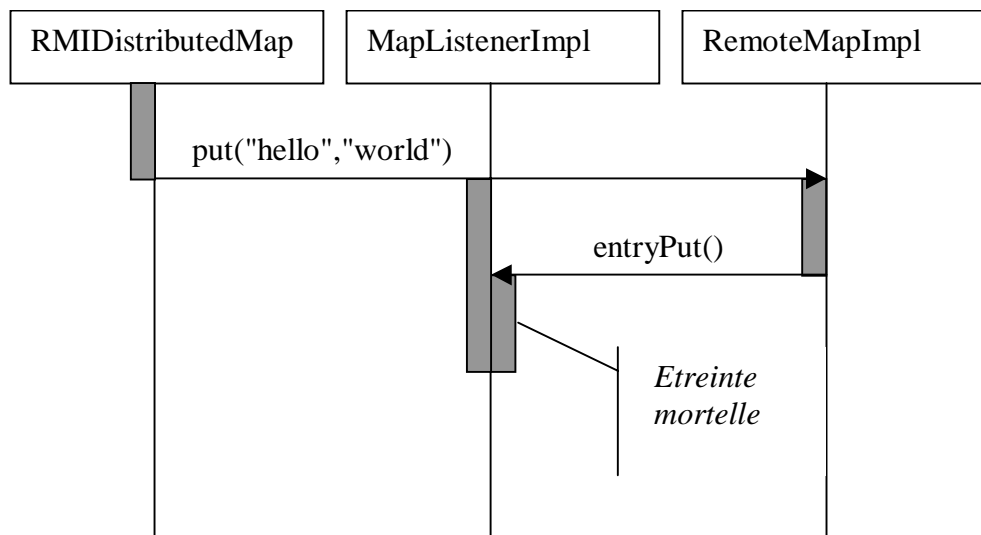 RMIDistributedMap
MapListenerImpl
RemoteMapImpl
put("hello","world")
entryPut()
Etreinte
mortelle